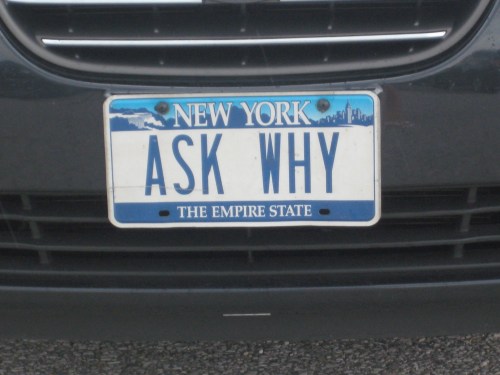 NEW YORK
ASK WHY
THE EMPIRE STATE